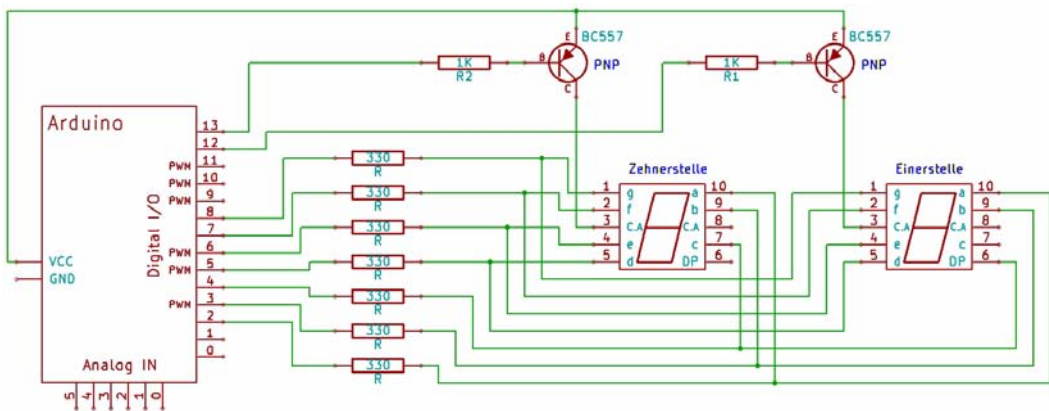 E BC557
B PNP
C
1K
R2
E BC557
B PNP
C
1K
R1
Arduino
Digital I/O
13
12
PWM 11
PWM 10
PWM 9
8
7
PWM 6
PWM 5
4
PWM 3
2
1
0
VCC
GND
Analog IN
5 4 3 2 1 0
330
R
330
R
330
R
330
R
330
R
330
R
330
R
Zehnerstelle
1 g a 10
2 f b 9
3 C.A C.A 8
4 e c 7
5 d DP 6
Einerstelle
1 g a 10
2 f b 9
3 C.A C.A 8
4 e c 7
5 d DP 6